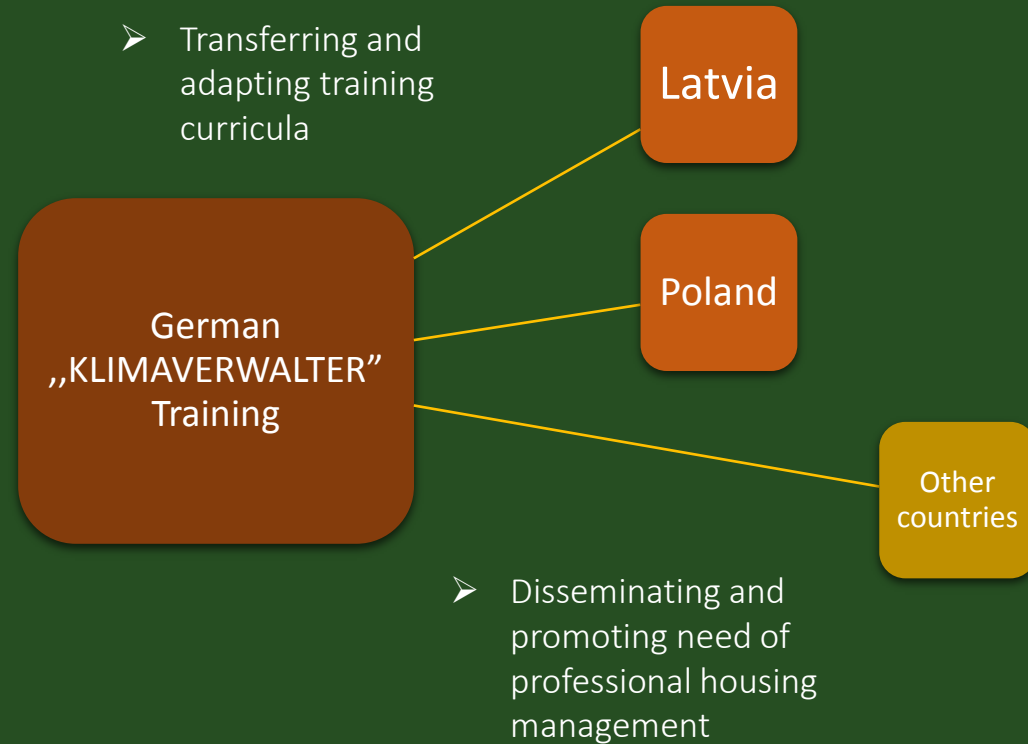 ➢ Transferring and
adapting training
curricula
Latvia
Poland
German
,,KLIMAVERWALTER”
Training
Other
countries
➢ Disseminating and
promoting need of
professional housing
management